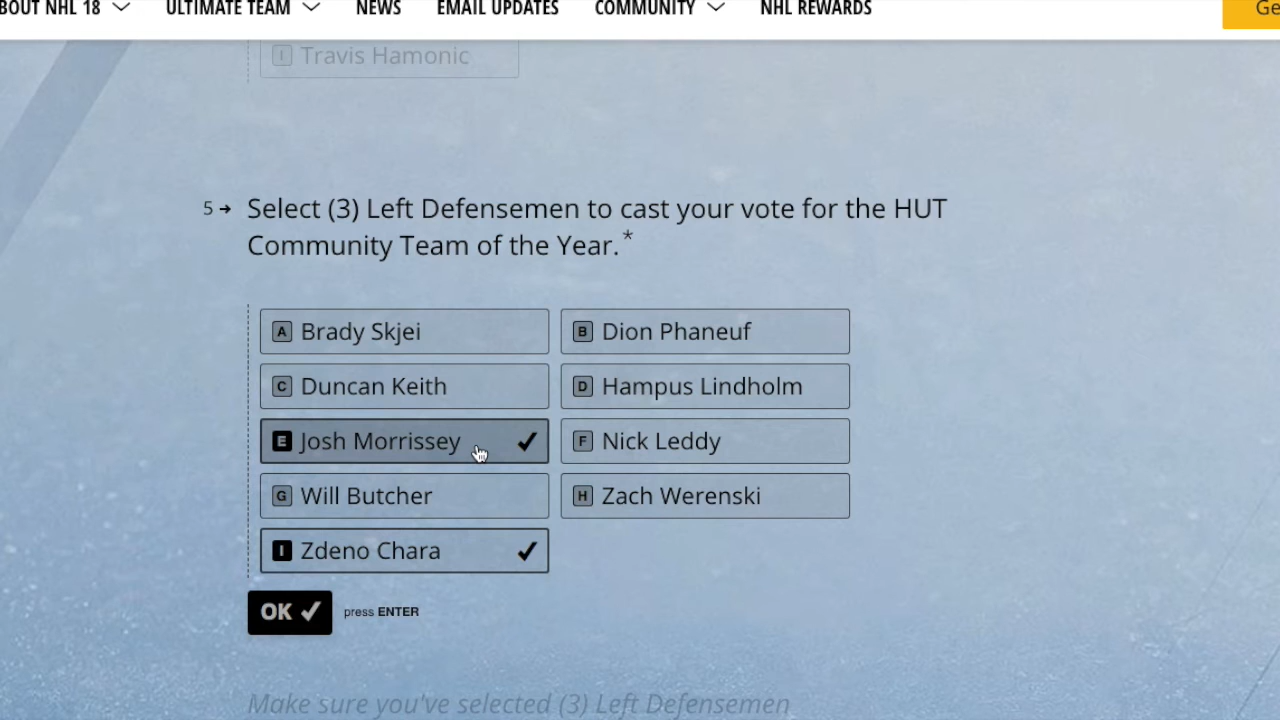 BOUT NHL 18 ULTIMATE TEAM NEWS EMAIL UPDATES COMMUNITY NHL REWARDS Ge
I Travis Hamonic
5 → Select (3) Left Defensemen to cast your vote for the HUT
Community Team of the Year.*
A Brady Skjei
B Dion Phaneuf
C Duncan Keith
D Hampus Lindholm
E Josh Morrissey
F Nick Leddy
G Will Butcher
H Zach Werenski
I Zdeno Chara
OK press ENTER
Make sure you've selected (3) Left Defensemen